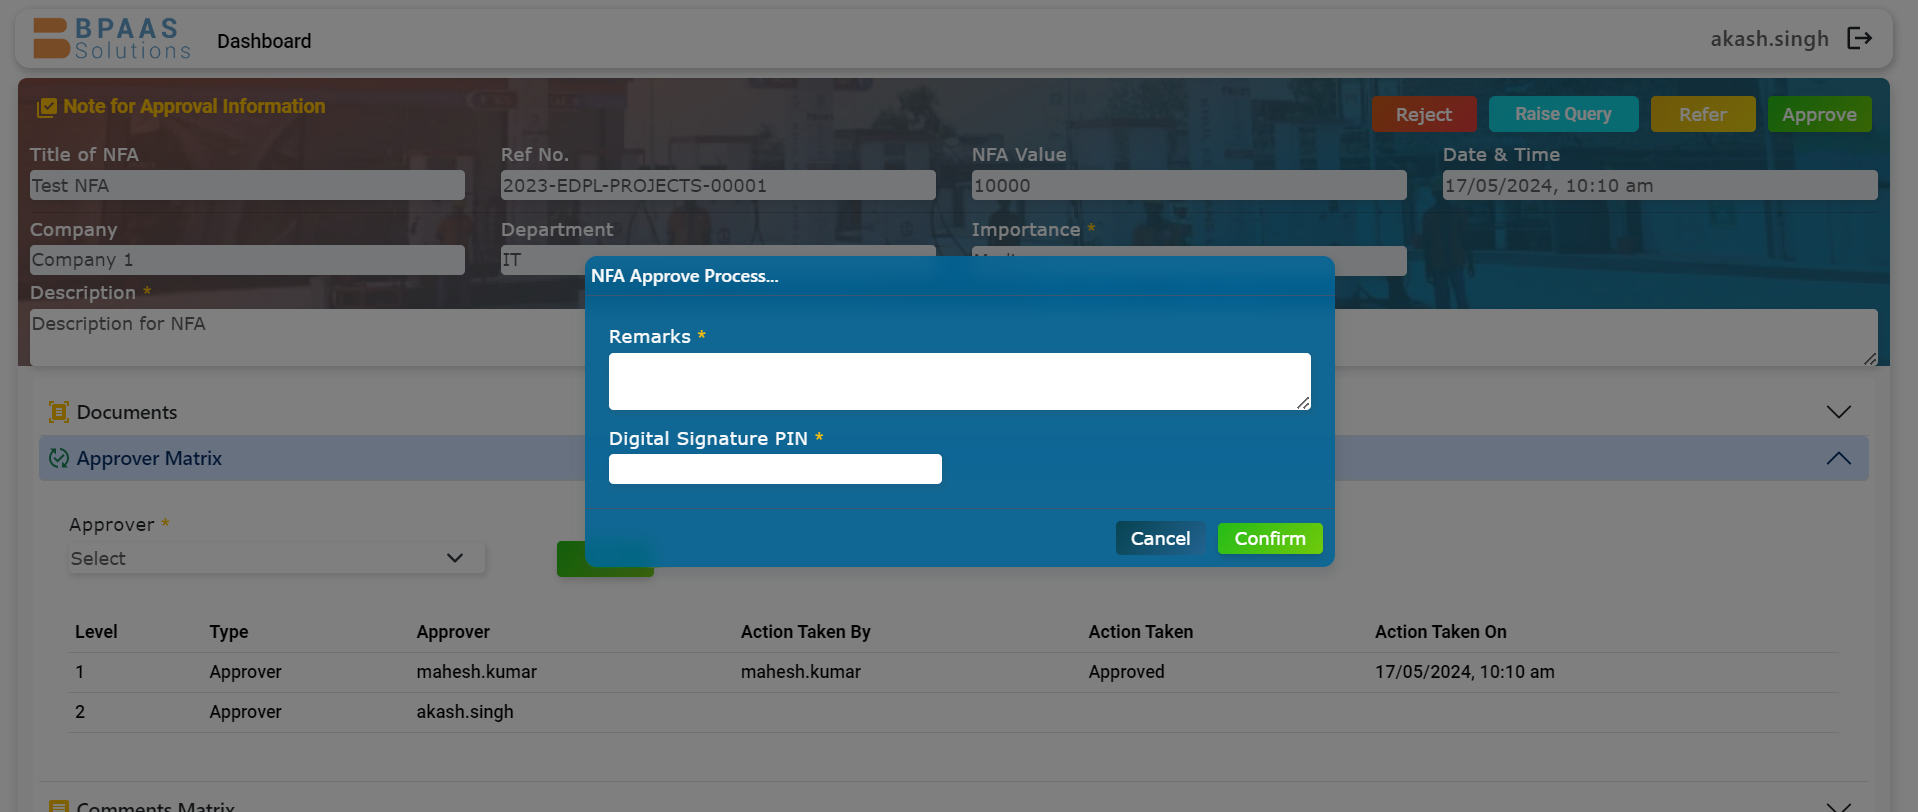 BPAAS
Solutions
Dashboard
akash.singh
Note for Approval Information
Reject
Raise Query
Refer
Approve
Title of NFA
Ref No.
NFA Value
Date & Time
Test NFA
2023-EDPL-PROJECTS-00001
10000
17/05/2024, 10:10 am
Company
Department
Importance *
Company 1
IT
NFA Approve Process...
Description *
Description for NFA
Remarks *
Digital Signature PIN *
Cancel
Confirm
Documents
Approver Matrix
Approver *
Select
Level Type Approver Action Taken By Action Taken Action Taken On
1 Approver mahesh.kumar mahesh.kumar Approved 17/05/2024, 10:10 am
2 Approver akash.singh
Comments Matrix